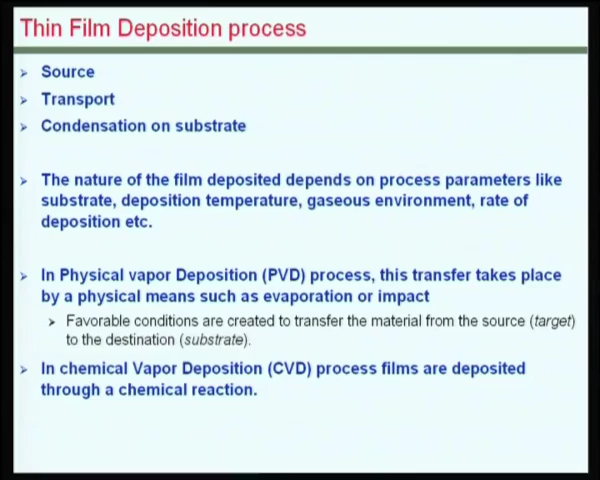 Thin Film Deposition process
Source
Transport
Condensation on substrate
The nature of the film deposited depends on process parameters like
substrate, deposition temperature, gaseous environment, rate of
deposition etc.
In Physical vapor Deposition (PVD) process, this transfer takes place
by a physical means such as evaporation or impact
Favorable conditions are created to transfer the material from the source (target)
to the destination (substrate).
In chemical Vapor Deposition (CVD) process films are deposited
through a chemical reaction.